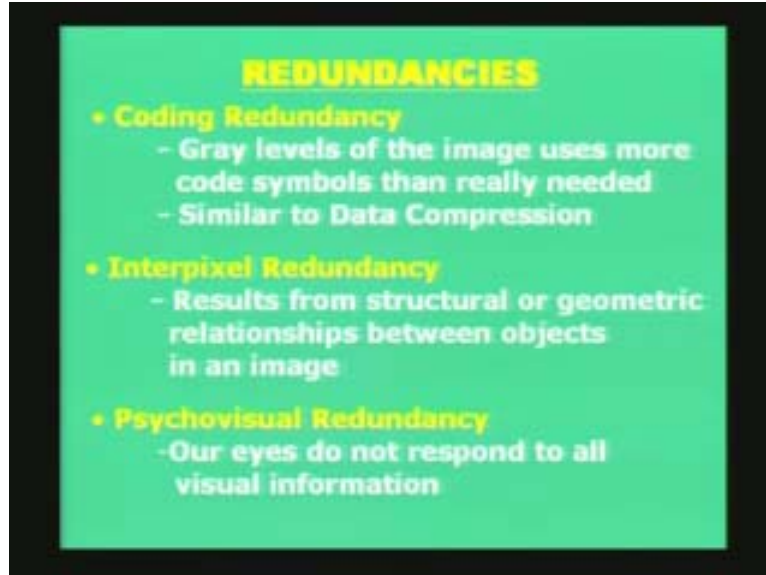 REDUNDANCIES
• Coding Redundancy
- Gray levels of the image uses more
code symbols than really needed
- Similar to Data Compression
• Interpixel Redundancy
- Results from structural or geometric
relationships between objects
in an image
• Psychovisual Redundancy
-Our eyes do not respond to all
visual information